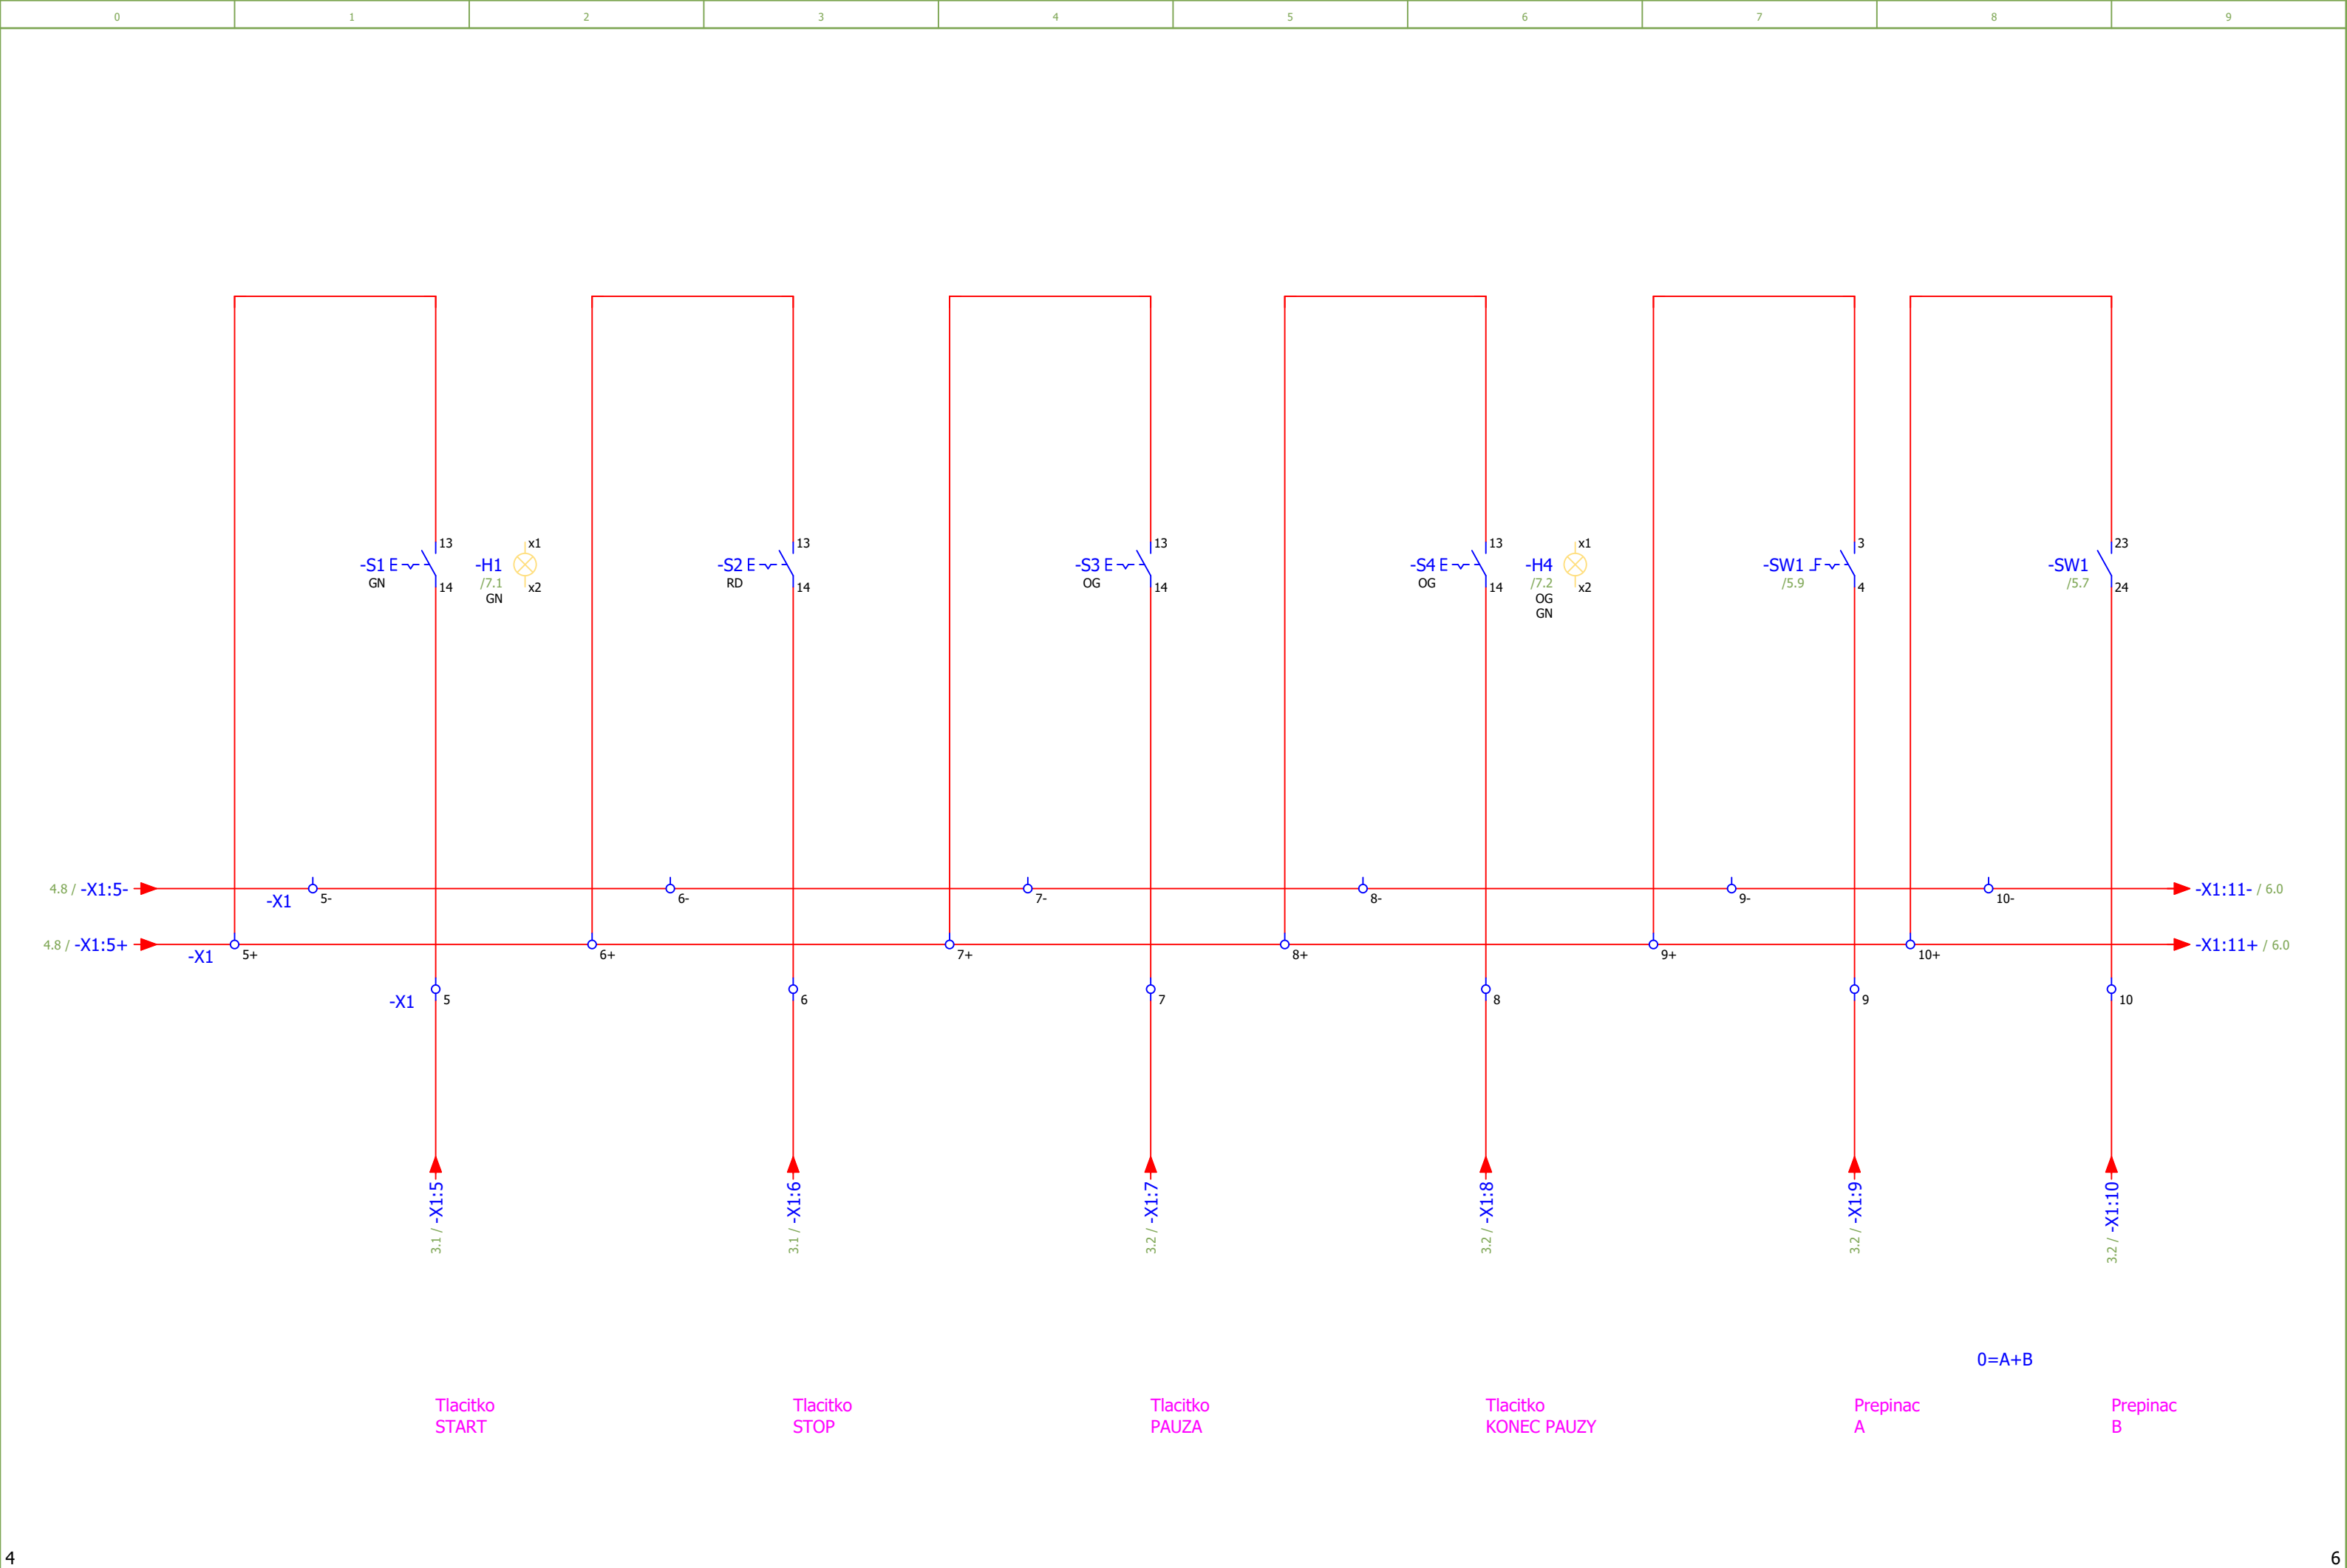 0 1 2 3 4 5 6 7 8 9
13 x1 13 13 13 x1 3 23
-S1 E -H1 -S2 E -S3 E -S4 E -H4 -SW1 F -SW1
GN /7.1 x2 RD OG OG /7.2 x2 /5.9 /5.7
14 14 14 14 4 24
GN OG
GN
4.8 / -X1:5- -X1:11- / 6.0
-X1 5- 6- 7- 8- 9- 10-
4.8 / -X1:5+ -X1:11+ / 6.0
-X1 5+ 6+ 7+ 8+ 9+ 10+
-X1 5 6 7 8 9 10
3.1 / -X1:5
3.1 / -X1:6
3.2 / -X1:7
3.2 / -X1:8
3.2 / -X1:9
3.2 / -X1:10
0=A+B
Tlacitko Tlacitko Tlacitko Tlacitko Prepinac Prepinac
START STOP PAUZA KONEC PAUZY A B
4 6